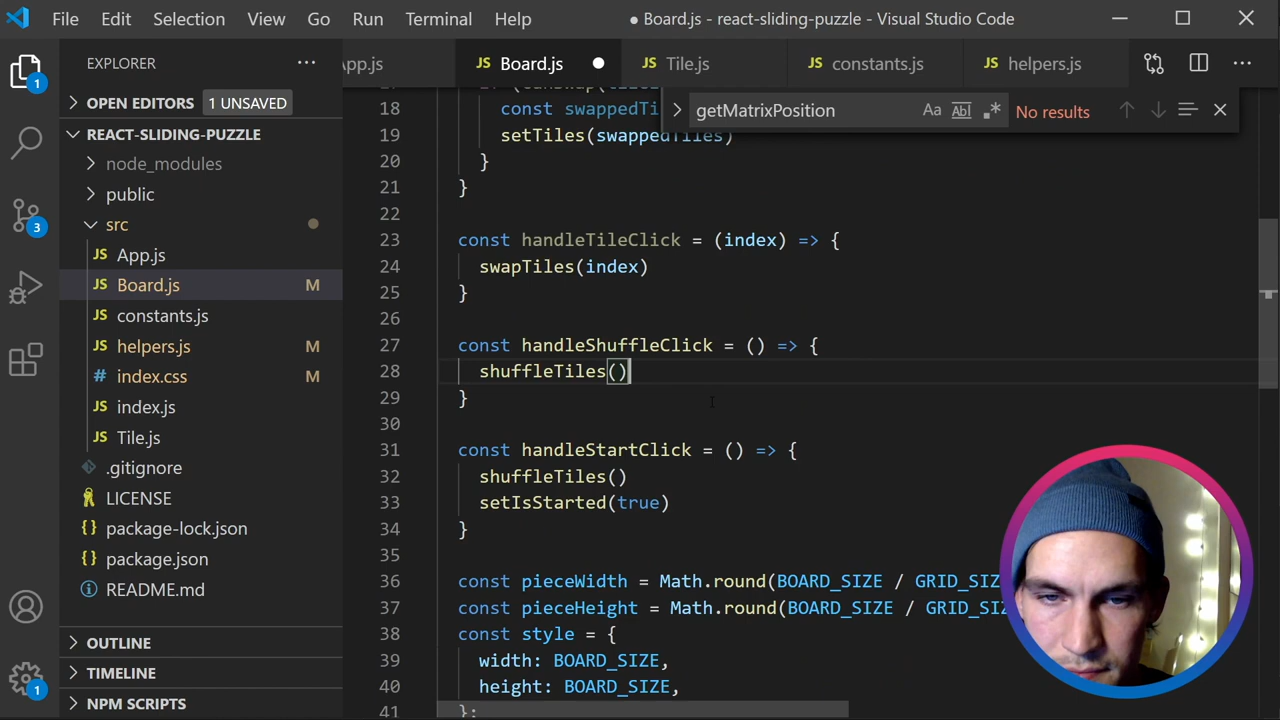 File Edit Selection View Go Run Terminal Help ● Board.js - react-sliding-puzzle - Visual Studio Code
EXPLORER
App.js
JS Board.js
JS Tile.js
JS constants.js
JS helpers.js
OPEN EDITORS 1 UNSAVED
REACT-SLIDING-PUZZLE
node_modules
public
src
JS App.js
JS Board.js M
JS constants.js
JS helpers.js M
# index.css M
JS index.js
JS Tile.js
.gitignore
LICENSE
{} package-lock.json
{} package.json
README.md
OUTLINE
TIMELINE
NPM SCRIPTS
1
3
1
getMatrixPosition Aa Abl .* No results
18 const swappedTi
19 setTiles(swappedTiles)
20 }
21 }
22
23 const handleTileClick = (index) => {
24 swapTiles(index)
25 }
26
27 const handleShuffleClick = () => {
28 shuffleTiles()
29 }
30
31 const handleStartClick = () => {
32 shuffleTiles()
33 setIsStarted(true)
34 }
35
36 const pieceWidth = Math.round(BOARD_SIZE / GRID_SIZ
37 const pieceHeight = Math.round(BOARD_SIZE / GRID_SI
38 const style = {
39 width: BOARD_SIZE,
40 height: BOARD_SIZE,
41 };